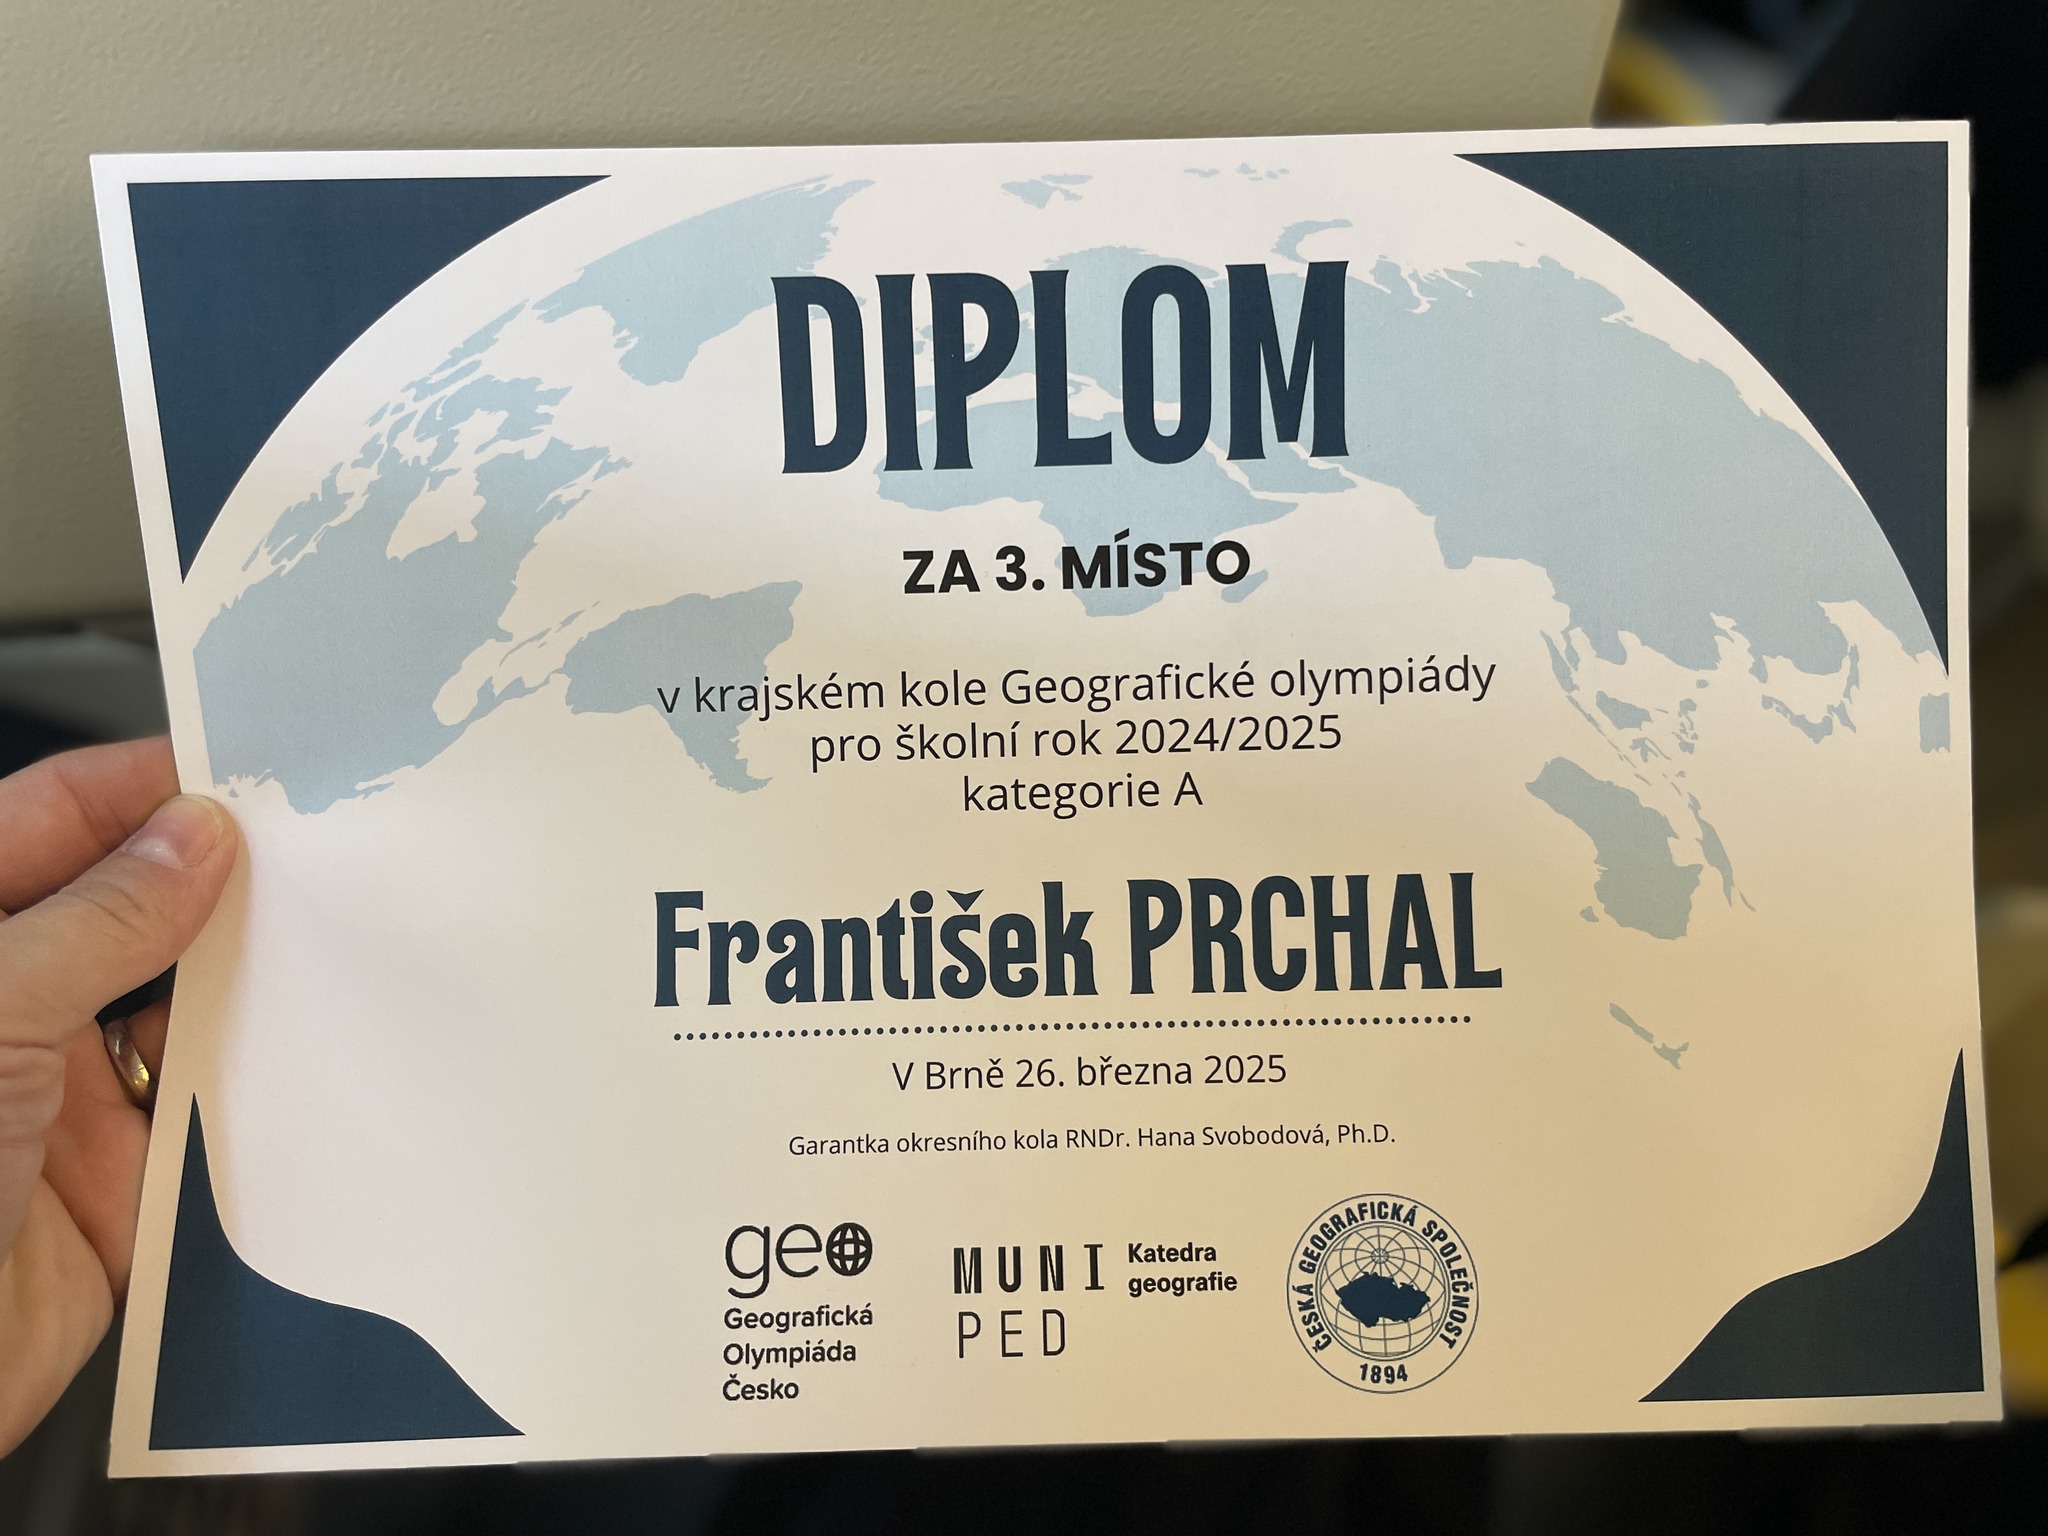 DIPLOM
ZA 3. MÍSTO
v krajském kole Geografické olympiády
pro školní rok 2024/2025
kategorie A
František PRCHAL
V Brně 26. března 2025
Garantka okresního kola RNDr. Hana Svobodová, Ph.D.
geo
Geografická
Olympiáda
Česko
MUNI
PED
Katedra
geografie
ČESKÁ GEOGRAFICKÁ SPOLEČNOST
1894